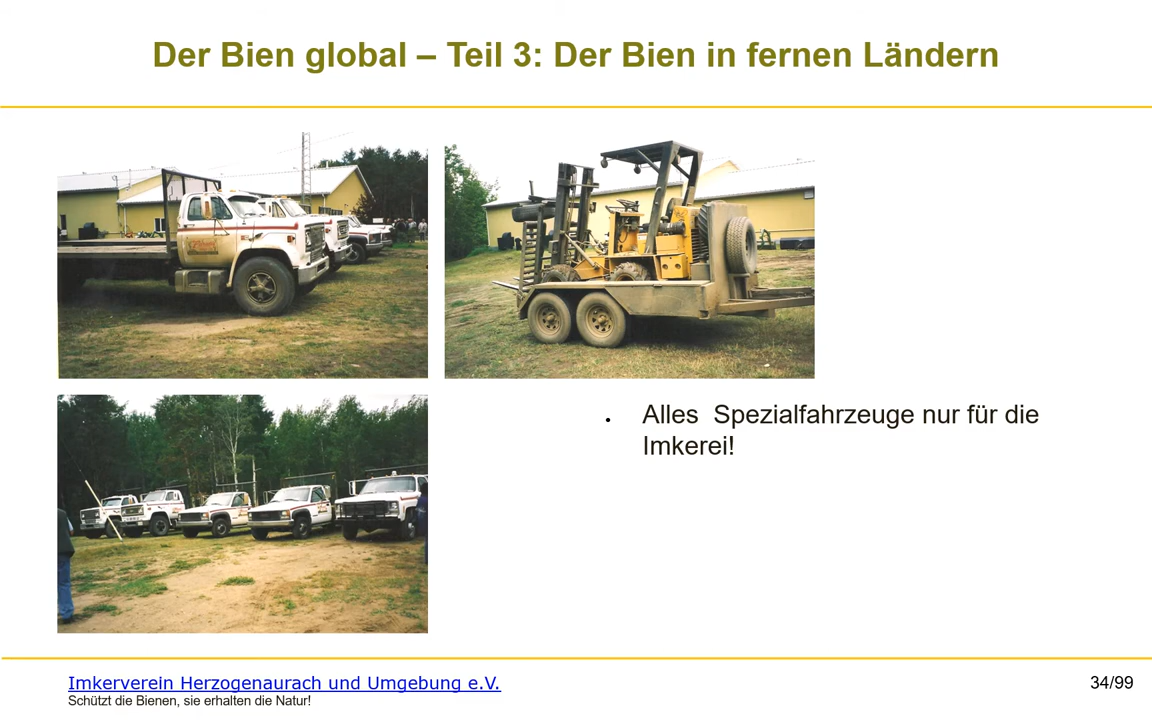 Der Bien global – Teil 3: Der Bien in fernen Ländern
• Alles  Spezialfahrzeuge nur für die
Imkerei!
Imkerverein Herzogenaurach und Umgebung e.V.
Schützt die Bienen, sie erhalten die Natur!
34/99